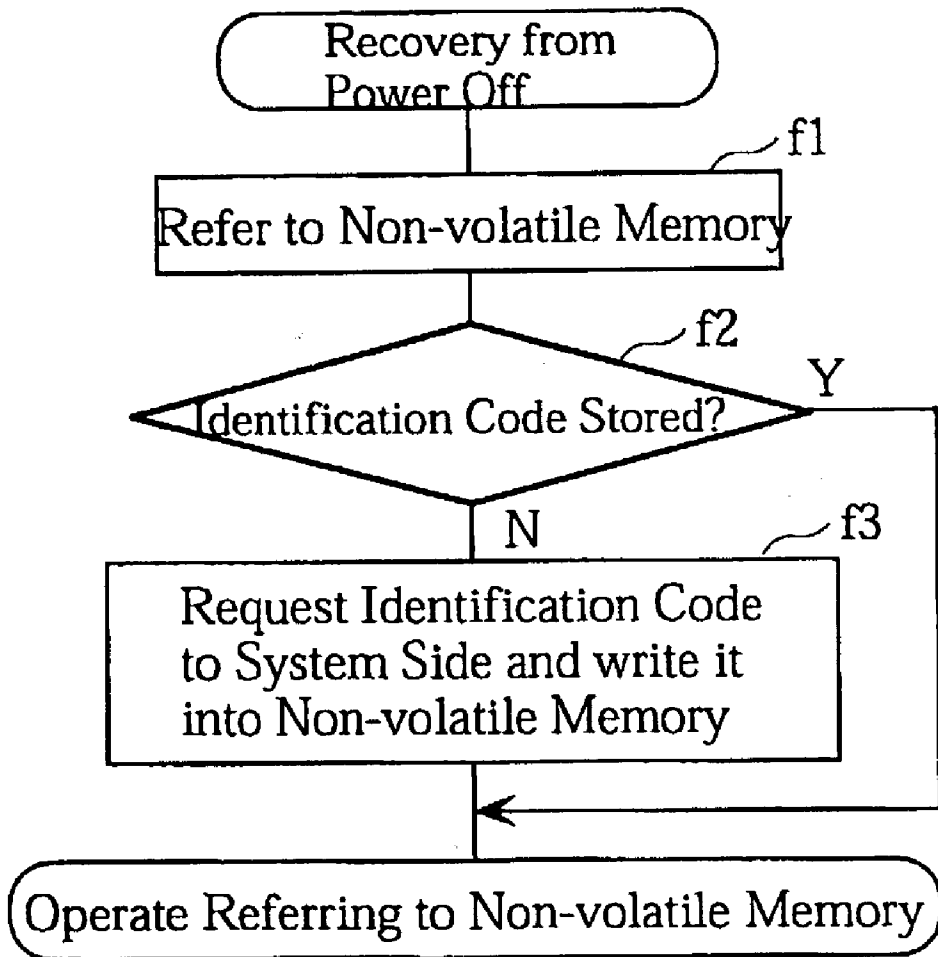 Recovery from
Power Off
f1
Refer to Non-volatile Memory
f2
Y
Identification Code Stored?
N
f3
Request Identification Code
to System Side and write it
into Non-volatile Memory
Operate Referring to Non-volatile Memory